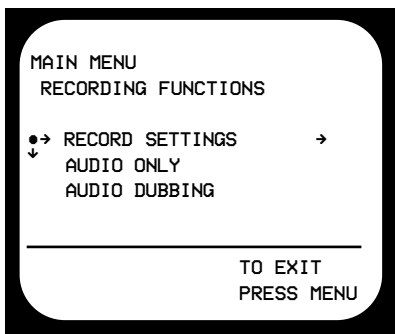 MAIN MENU
RECORDING FUNCTIONS
RECORD SETTINGS
AUDIO ONLY
AUDIO DUBBING
TO EXIT
PRESS MENU